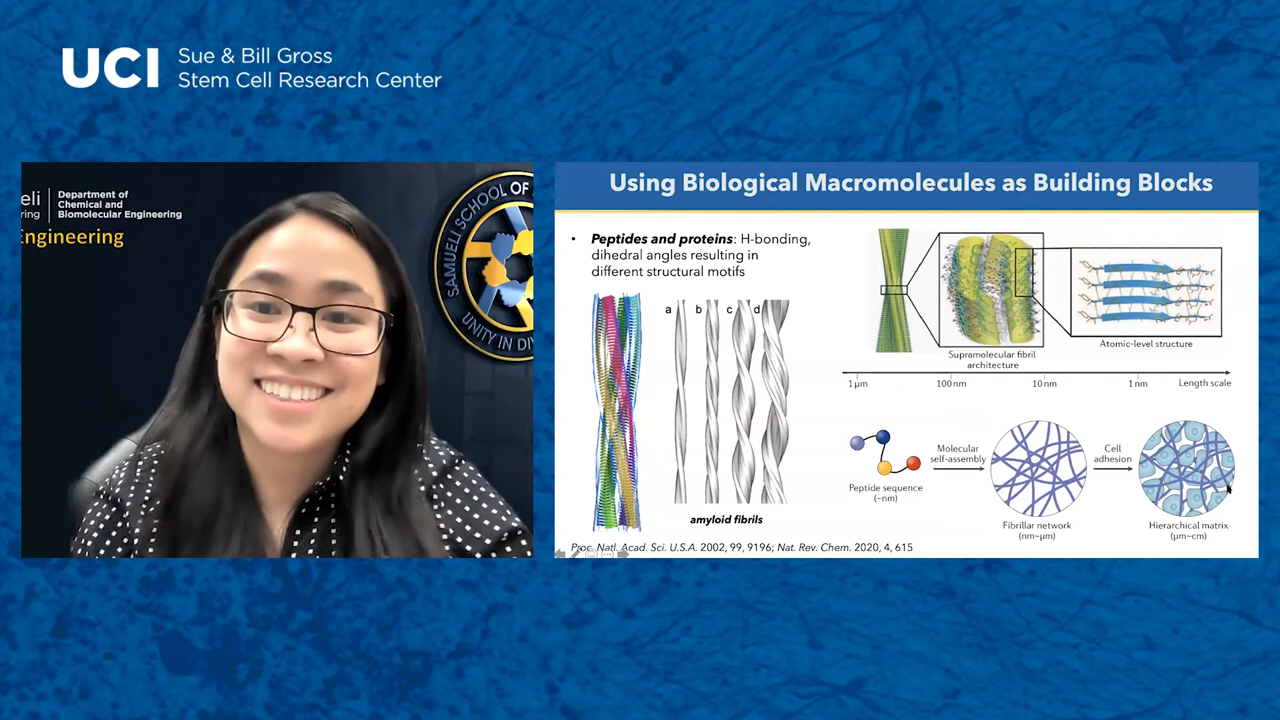 UCI
Sue & Bill Gross
Stem Cell Research Center
eli
ring
Department of
Chemical and
Biomolecular Engineering
Engineering
SAMUELI SCHOOL OF
UNITY IN DIV
Using Biological Macromolecules as Building Blocks
• Peptides and proteins: H-bonding,
dihedral angles resulting in
different structural motifs
a b c d
amyloid fibrils
Supramolecular fibril
architecture
Atomic-level structure
1 μm 100 nm 10 nm 1 nm Length scale
Peptide sequence
(~nm)
Molecular
self-assembly
Fibrillar network
(nm~μm)
Cell
adhesion
Hierarchical matrix
(μm~cm)
Proc. Natl. Acad. Sci. U.S.A. 2002, 99, 9196; Nat. Rev. Chem. 2020, 4, 615